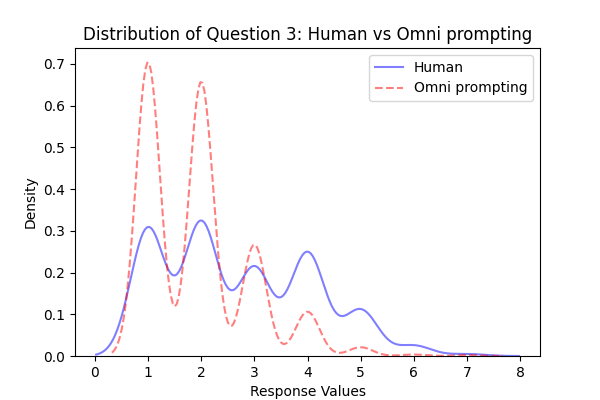 Distribution of Question 3: Human vs Omni prompting
Human
Omni prompting
Density
0.7
0.6
0.5
0.4
0.3
0.2
0.1
0.0
0 1 2 3 4 5 6 7 8
Response Values